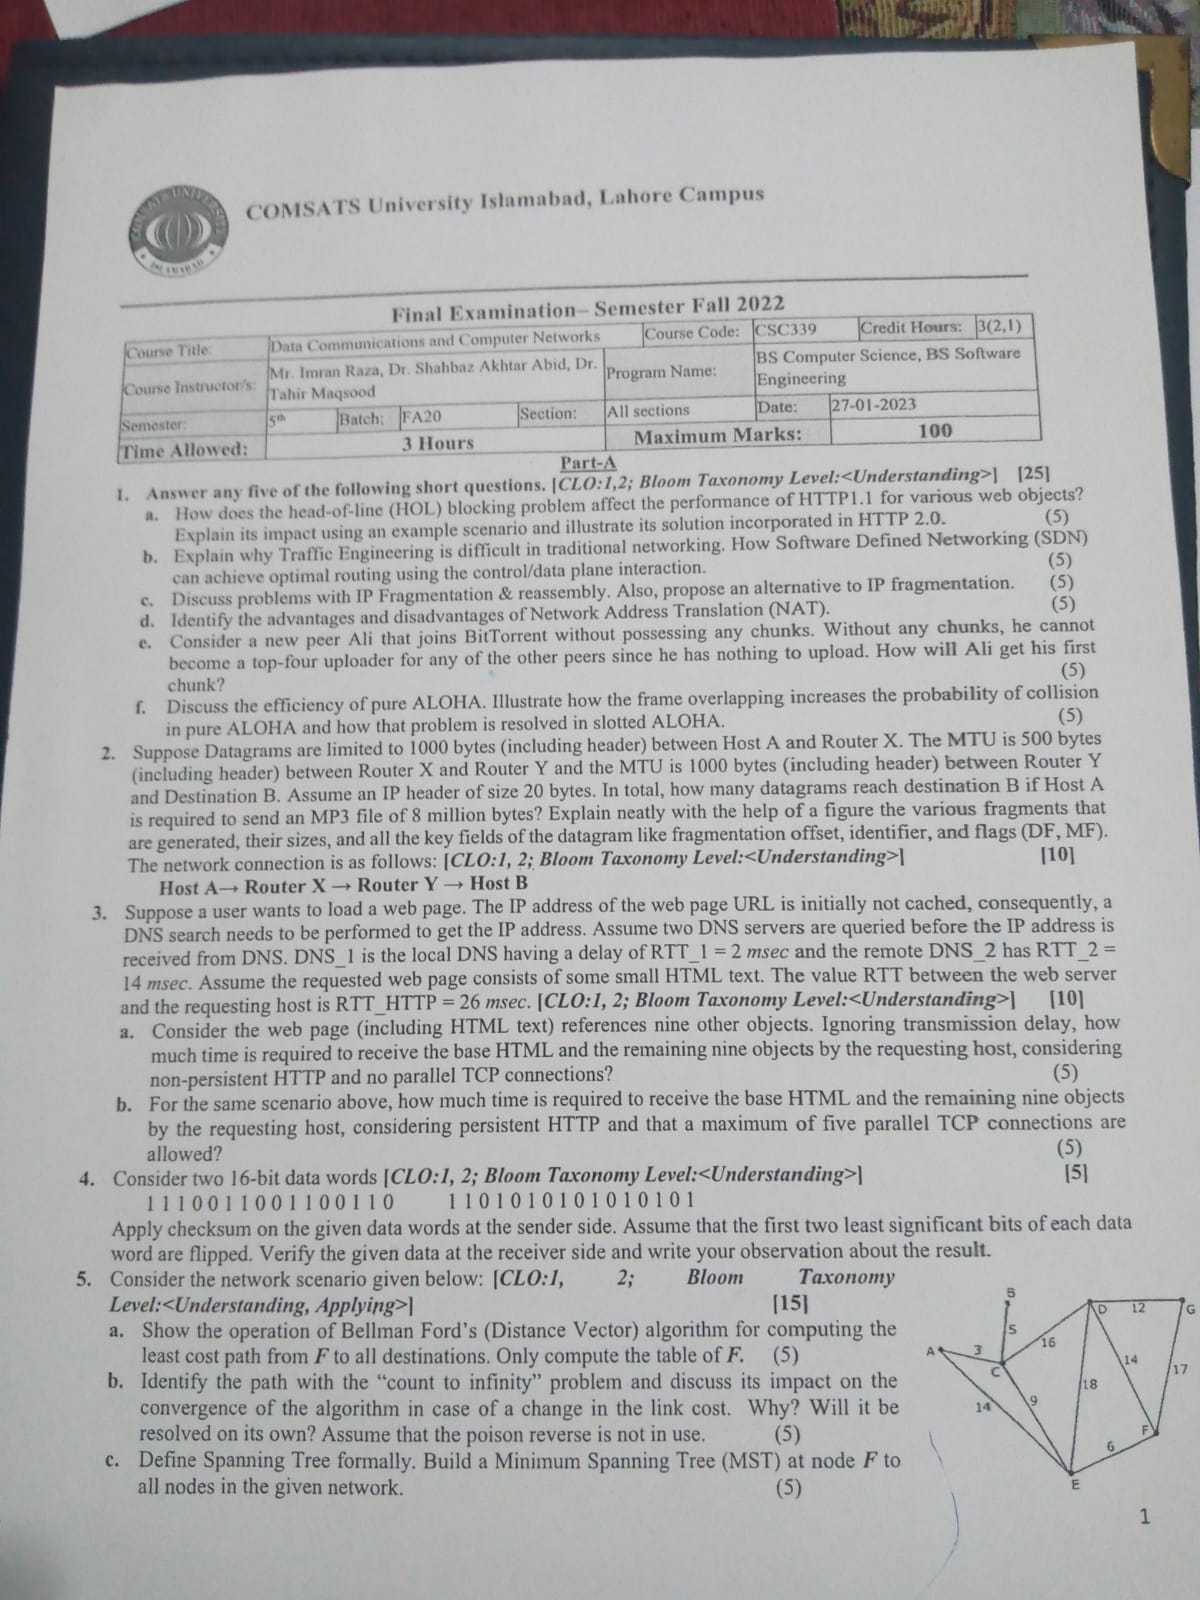 COMSATS University Islamabad, Lahore Campus
Final Examination– Semester Fall 2022
Course Title: Data Communications and Computer Networks Course Code: CSC339 Credit Hours: 3(2,1)
Course Instructor/s: Mr. Imran Raza, Dr. Shahbaz Akhtar Abid, Dr. Tahir Maqsood Program Name: BS Computer Science, BS Software Engineering
Semester: 5th Batch: FA20 Section: All sections Date: 27-01-2023
Time Allowed: 3 Hours Maximum Marks: 100
Part-A
1. Answer any five of the following short questions. [CLO:1,2; Bloom Taxonomy Level:<Understanding>] [25]
a. How does the head-of-line (HOL) blocking problem affect the performance of HTTP1.1 for various web objects?
Explain its impact using an example scenario and illustrate its solution incorporated in HTTP 2.0. (5)
b. Explain why Traffic Engineering is difficult in traditional networking. How Software Defined Networking (SDN)
can achieve optimal routing using the control/data plane interaction. (5)
c. Discuss problems with IP Fragmentation & reassembly. Also, propose an alternative to IP fragmentation. (5)
d. Identify the advantages and disadvantages of Network Address Translation (NAT). (5)
e. Consider a new peer Ali that joins BitTorrent without possessing any chunks. Without any chunks, he cannot
become a top-four uploader for any of the other peers since he has nothing to upload. How will Ali get his first
chunk? (5)
f. Discuss the efficiency of pure ALOHA. Illustrate how the frame overlapping increases the probability of collision
in pure ALOHA and how that problem is resolved in slotted ALOHA. (5)
2. Suppose Datagrams are limited to 1000 bytes (including header) between Host A and Router X. The MTU is 500 bytes
(including header) between Router X and Router Y and the MTU is 1000 bytes (including header) between Router Y
and Destination B. Assume an IP header of size 20 bytes. In total, how many datagrams reach destination B if Host A
is required to send an MP3 file of 8 million bytes? Explain neatly with the help of a figure the various fragments that
are generated, their sizes, and all the key fields of the datagram like fragmentation offset, identifier, and flags (DF, MF).
The network connection is as follows: [CLO:1, 2; Bloom Taxonomy Level:<Understanding>] [10]
Host A→ Router X → Router Y → Host B
3. Suppose a user wants to load a web page. The IP address of the web page URL is initially not cached, consequently, a
DNS search needs to be performed to get the IP address. Assume two DNS servers are queried before the IP address is
received from DNS. DNS_1 is the local DNS having a delay of RTT_1 = 2 msec and the remote DNS_2 has RTT_2 =
14 msec. Assume the requested web page consists of some small HTML text. The value RTT between the web server
and the requesting host is RTT_HTTP = 26 msec. [CLO:1, 2; Bloom Taxonomy Level:<Understanding>] [10]
a. Consider the web page (including HTML text) references nine other objects. Ignoring transmission delay, how
much time is required to receive the base HTML and the remaining nine objects by the requesting host, considering
non-persistent HTTP and no parallel TCP connections? (5)
b. For the same scenario above, how much time is required to receive the base HTML and the remaining nine objects
by the requesting host, considering persistent HTTP and that a maximum of five parallel TCP connections are
allowed? (5)
4. Consider two 16-bit data words [CLO:1, 2; Bloom Taxonomy Level:<Understanding>] [5]
1 1 1 0 0 1 1 0 0 1 1 0 0 1 1 0 1 1 0 1 0 1 0 1 0 1 0 1 0 1 0 1
Apply checksum on the given data words at the sender side. Assume that the first two least significant bits of each data
word are flipped. Verify the given data at the receiver side and write your observation about the result.
5. Consider the network scenario given below: [CLO:1, 2; Bloom Taxonomy
Level:<Understanding, Applying>] [15]
a. Show the operation of Bellman Ford's (Distance Vector) algorithm for computing the
least cost path from F to all destinations. Only compute the table of F. (5)
b. Identify the path with the "count to infinity" problem and discuss its impact on the
convergence of the algorithm in case of a change in the link cost. Why? Will it be
resolved on its own? Assume that the poison reverse is not in use. (5)
c. Define Spanning Tree formally. Build a Minimum Spanning Tree (MST) at node F to
all nodes in the given network. (5)
B
D 12 G
5
16
A 3
C
14
17
18
14 9
F
6
E
1